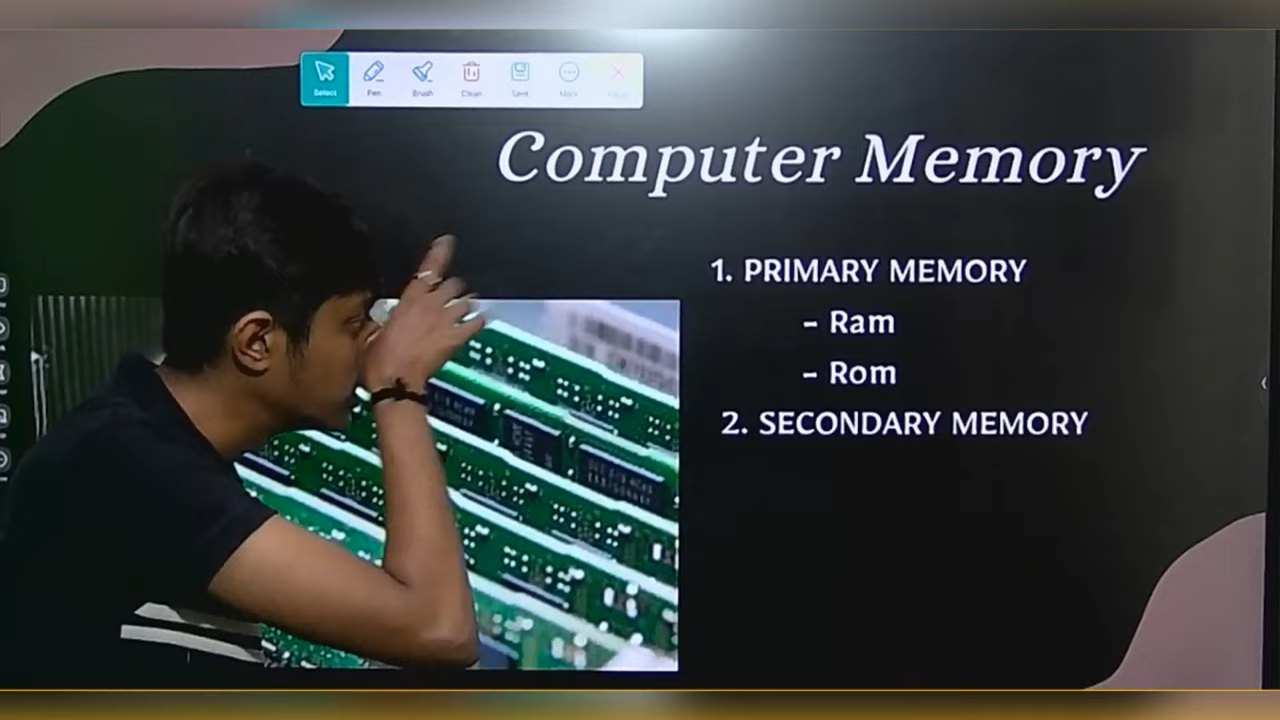 Select Pen Brush Clean Save
Computer Memory
1. PRIMARY MEMORY
- Ram
- Rom
2. SECONDARY MEMORY